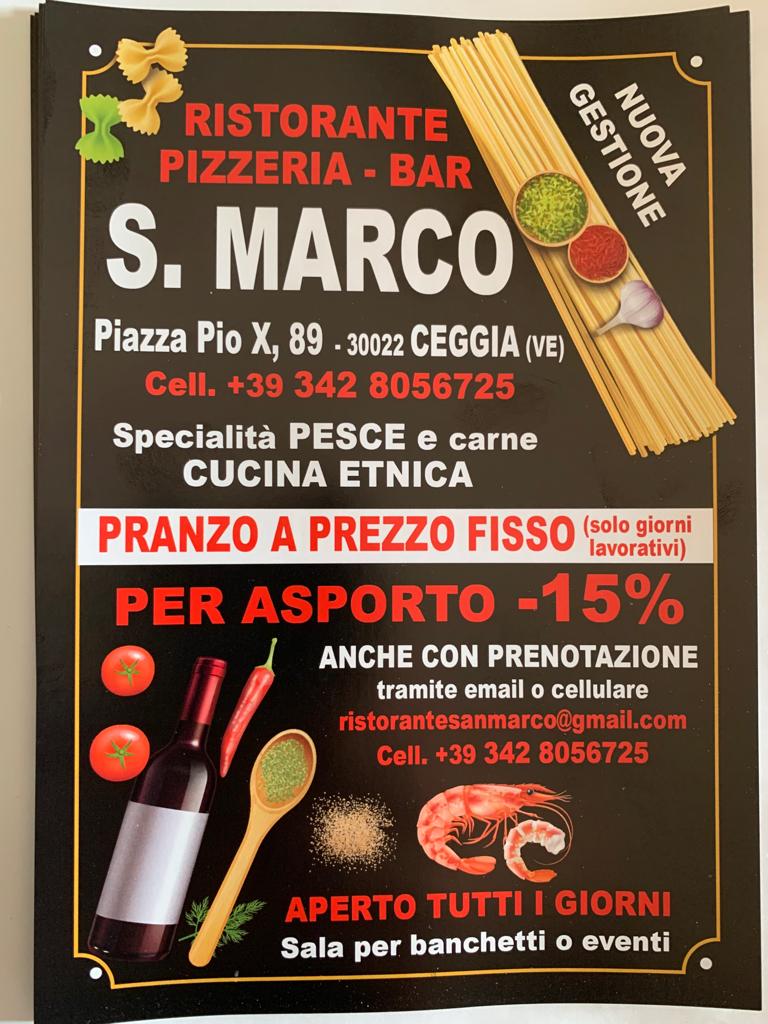 RISTORANTE
PIZZERIA - BAR
NUOVA
GESTIONE
S. MARCO
Piazza Pio X, 89 - 30022 CEGGIA (VE)
Cell. +39 342 8056725
Specialità PESCE e carne
CUCINA ETNICA
PRANZO A PREZZO FISSO (solo giorni
lavorativi)
PER ASPORTO -15%
ANCHE CON PRENOTAZIONE
tramite email o cellulare
ristorantesanmarco@gmail.com
Cell. +39 342 8056725
APERTO TUTTI I GIORNI
Sala per banchetti o eventi